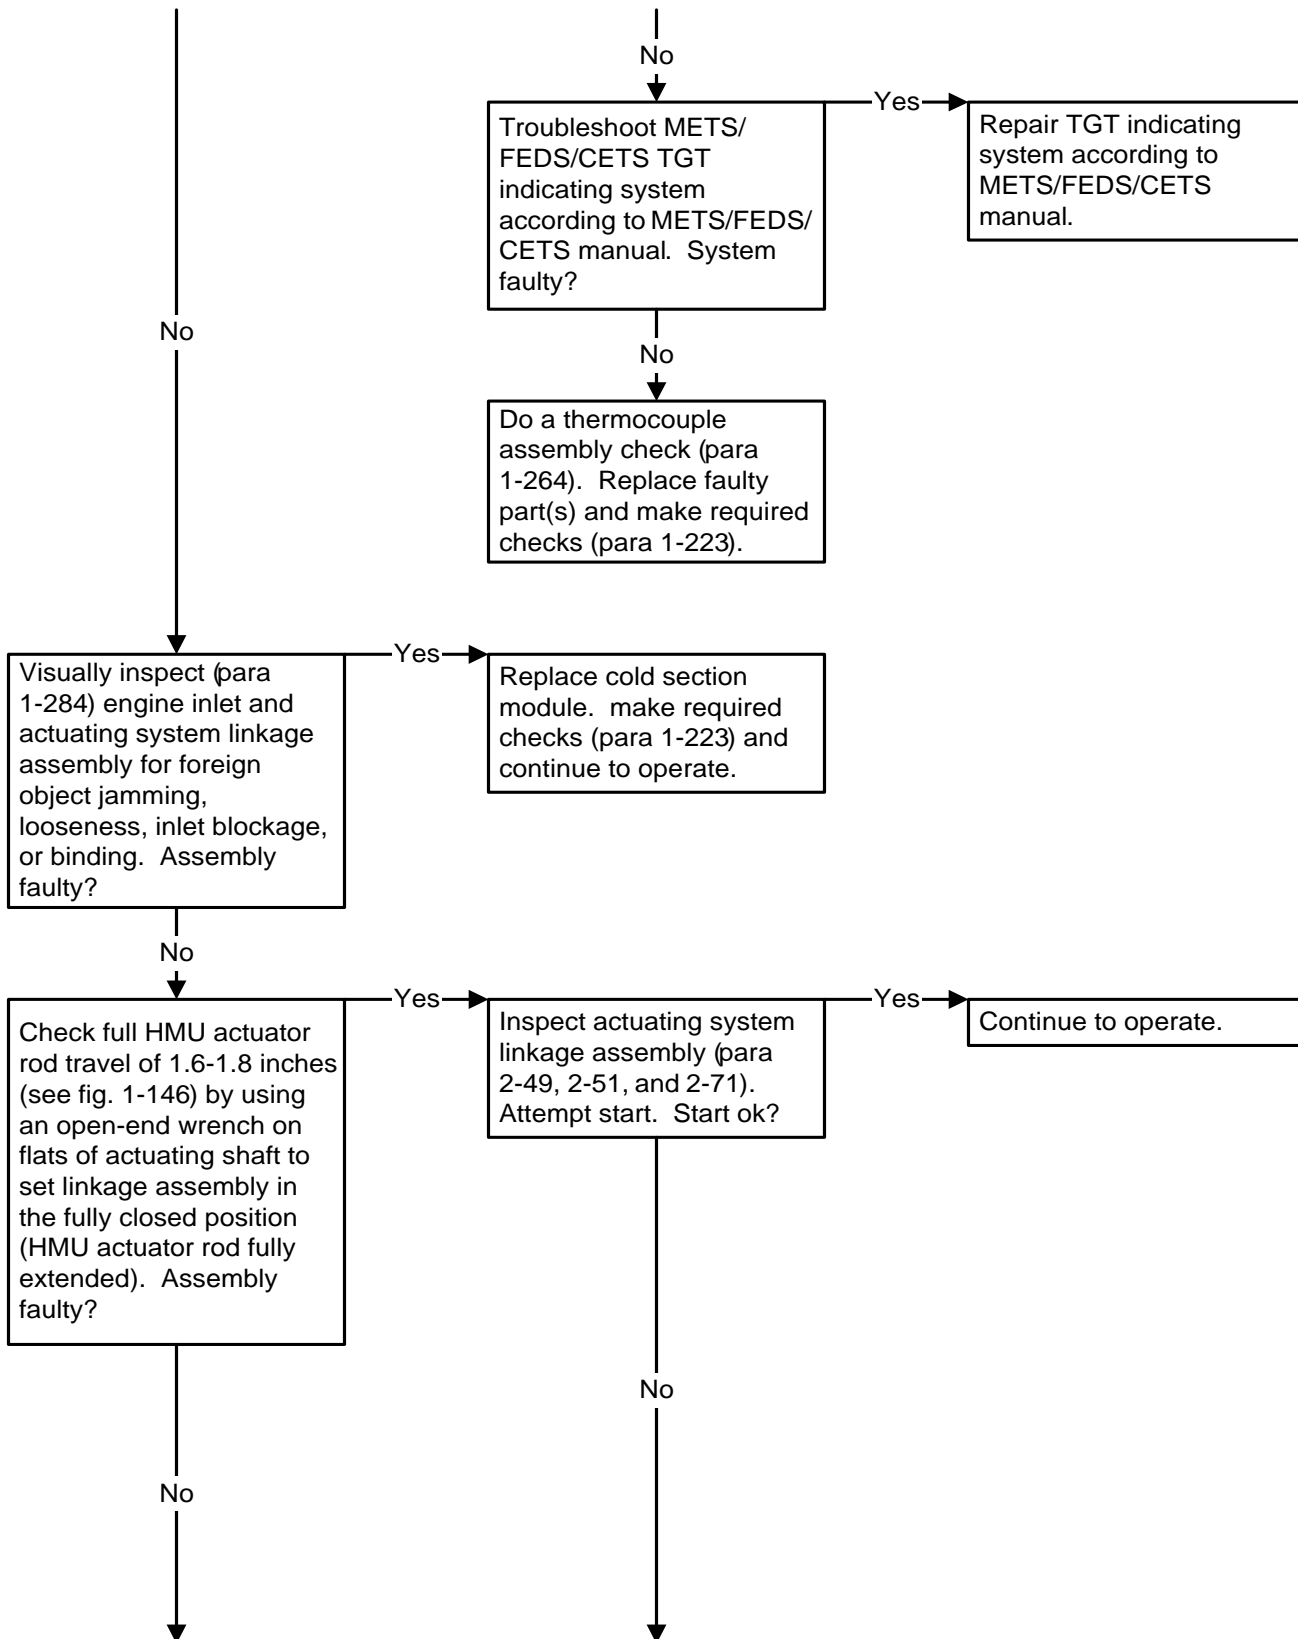 No
Troubleshoot METS/
FEDS/CETS TGT
indicating system
according to METS/FEDS/
CETS manual.  System
faulty?
Yes
Repair TGT indicating
system according to
METS/FEDS/CETS
manual.
No
No
Do a thermocouple
assembly check (para
1-264).  Replace faulty
part(s) and make required
checks (para 1-223).
Visually inspect (para
1-284) engine inlet and
actuating system linkage
assembly for foreign
object jamming,
looseness, inlet blockage,
or binding.  Assembly
faulty?
Yes
Replace cold section
module.  make required
checks (para 1-223) and
continue to operate.
No
Check full HMU actuator
rod travel of 1.6-1.8 inches
(see fig. 1-146) by using
an open-end wrench on
flats of actuating shaft to
set linkage assembly in
the fully closed position
(HMU actuator rod fully
extended).  Assembly
faulty?
Yes
Inspect actuating system
linkage assembly (para
2-49, 2-51, and 2-71).
Attempt start.  Start ok?
Yes
Continue to operate.
No
No